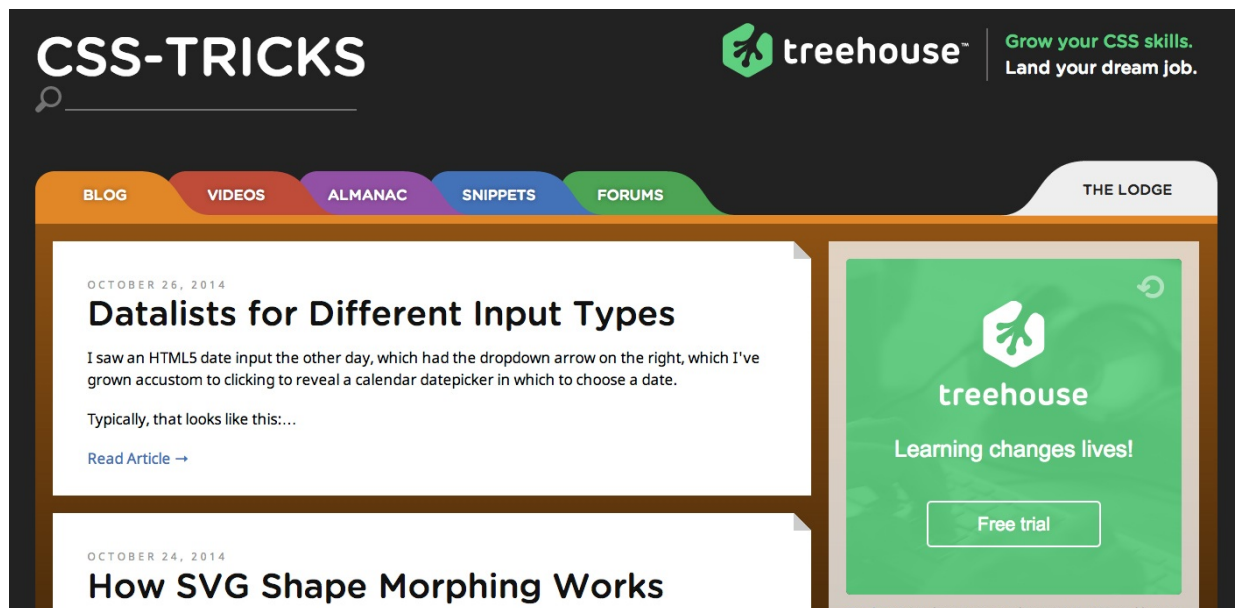 CSS-TRICKS
treehouse™
Grow your CSS skills.
Land your dream job.
BLOG
VIDEOS
ALMANAC
SNIPPETS
FORUMS
THE LODGE
OCTOBER 26, 2014
Datalists for Different Input Types
I saw an HTML5 date input the other day, which had the dropdown arrow on the right, which I've
grown accustom to clicking to reveal a calendar datepicker in which to choose a date.
Typically, that looks like this:…
Read Article →
OCTOBER 24, 2014
How SVG Shape Morphing Works
treehouse
Learning changes lives!
Free trial